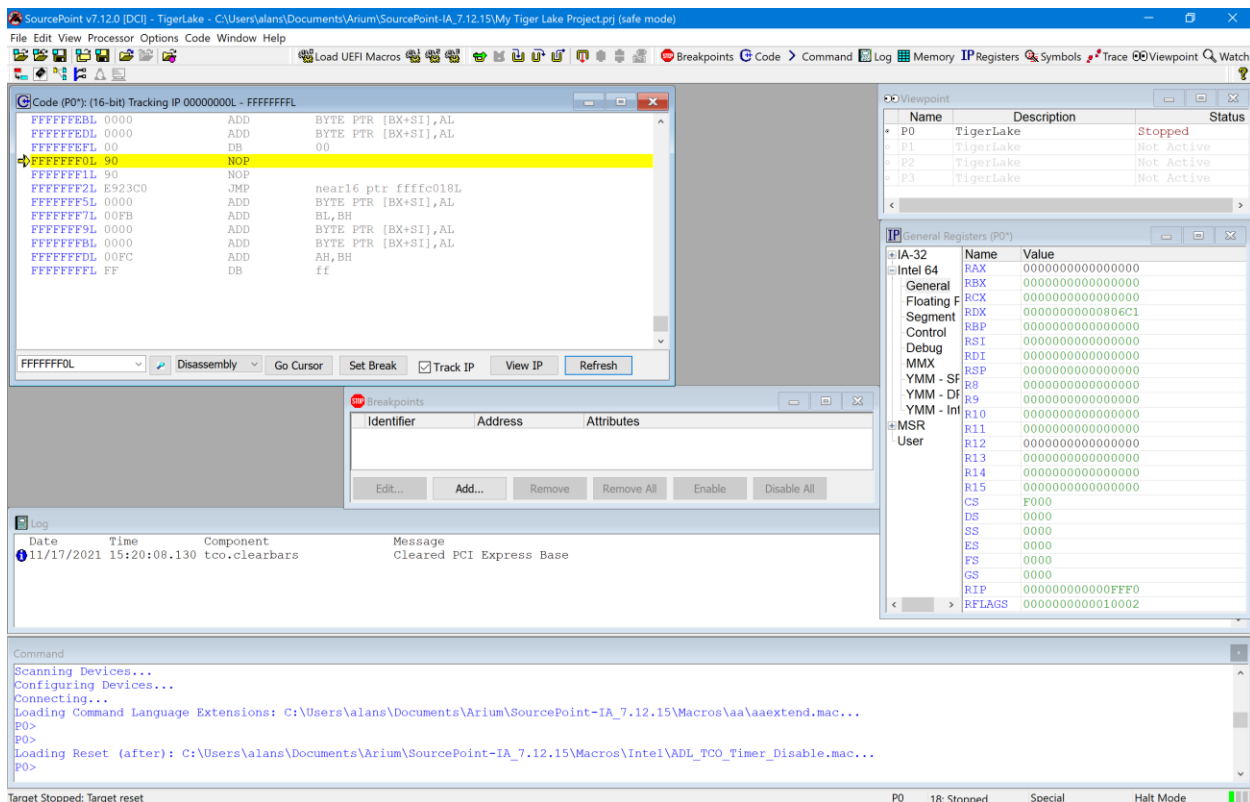 SourcePoint v7.12.0 [DCI] - TigerLake - C:\Users\alans\Documents\Arium\SourcePoint-IA_7.12.15\My Tiger Lake Project.prj (safe mode)
File Edit View Processor Options Code Window Help
Load UEFI Macros Breakpoints Code Command Log Memory IP Registers Symbols Trace Viewpoint Watch
Code (P0*): (16-bit) Tracking IP 00000000L - FFFFFFFFL
FFFFFFEBL 0000 ADD BYTE PTR [BX+SI],AL
FFFFFFEDL 0000 ADD BYTE PTR [BX+SI],AL
FFFFFFEFL 00 DB 00
FFFFFFF0L 90 NOP
FFFFFFF1L 90 NOP
FFFFFFF2L E923C0 JMP near16 ptr ffffc018L
FFFFFFF5L 0000 ADD BYTE PTR [BX+SI],AL
FFFFFFF7L 00FB ADD BL,BH
FFFFFFF9L 0000 ADD BYTE PTR [BX+SI],AL
FFFFFFFBL 0000 ADD BYTE PTR [BX+SI],AL
FFFFFFFDL 00FC ADD AH,BH
FFFFFFFFL FF DB ff
FFFFFFF0L Disassembly Go Cursor Set Break Track IP View IP Refresh
Viewpoint
Name Description Status
P0 TigerLake Stopped
P1 TigerLake Not Active
P2 TigerLake Not Active
P3 TigerLake Not Active
IP General Registers (P0*)
IA-32
Intel 64
General
Floating F
Segment
Control
Debug
MMX
YMM - SF
YMM - DF
YMM - Int
MSR
User
Name Value
RAX 0000000000000000
RBX 0000000000000000
RCX 0000000000000000
RDX 00000000000806C1
RBP 0000000000000000
RSI 0000000000000000
RDI 0000000000000000
RSP 0000000000000000
R8 0000000000000000
R9 0000000000000000
R10 0000000000000000
R11 0000000000000000
R12 0000000000000000
R13 0000000000000000
R14 0000000000000000
R15 0000000000000000
CS F000
DS 0000
SS 0000
ES 0000
FS 0000
GS 0000
RIP 000000000000FFF0
RFLAGS 0000000000010002
STOP Breakpoints
Identifier Address Attributes
Edit... Add... Remove Remove All Enable Disable All
Log
Date Time Component Message
11/17/2021 15:20:08.130 tco.clearbars Cleared PCI Express Base
Command
Scanning Devices...
Configuring Devices...
Connecting...
Loading Command Language Extensions: C:\Users\alans\Documents\Arium\SourcePoint-IA_7.12.15\Macros\aa\aaextend.mac...
P0>
P0>
Loading Reset (after): C:\Users\alans\Documents\Arium\SourcePoint-IA_7.12.15\Macros\Intel\ADL_TCO_Timer_Disable.mac...
P0>
Target Stopped: Target reset P0 18: Stopped Special Halt Mode